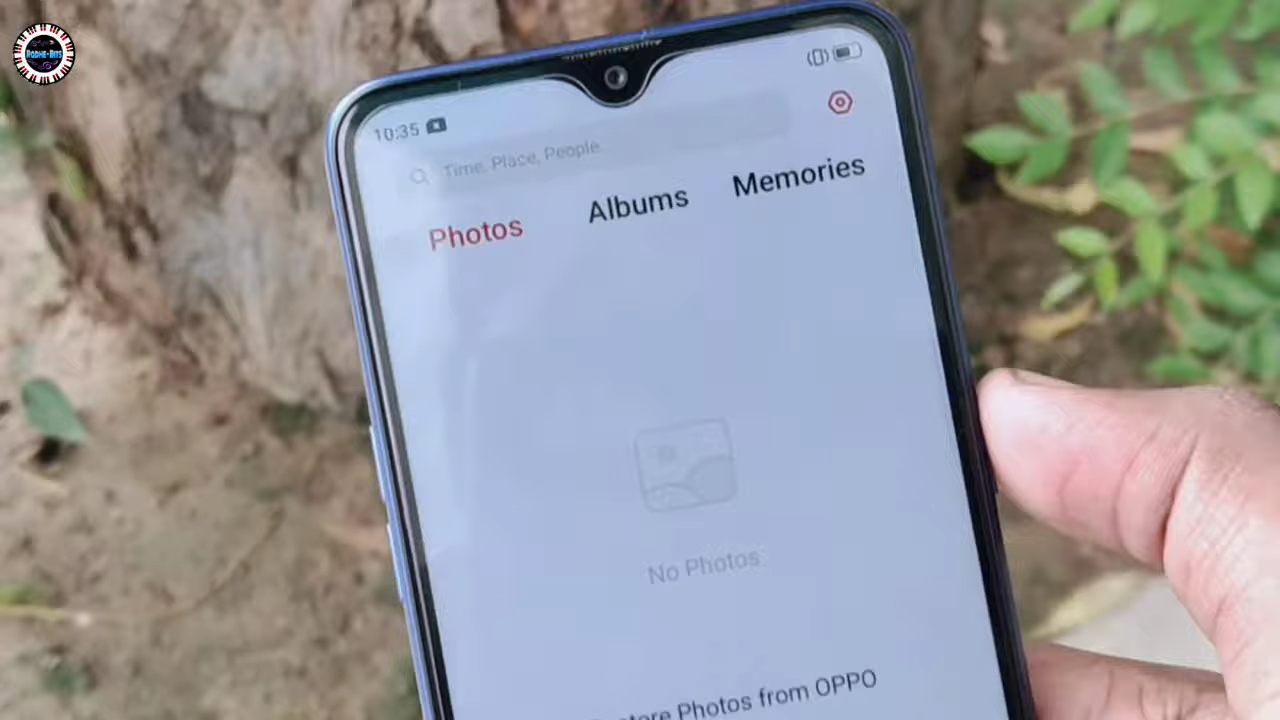 10:35
Time, Place, People
Photos Albums Memories
No Photos
Photos from OPPO